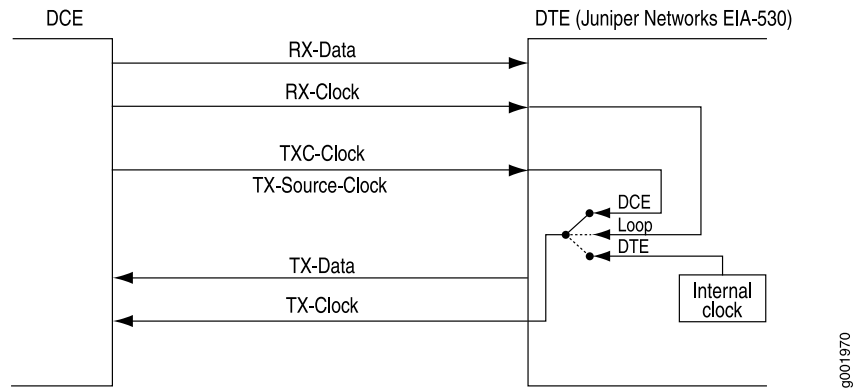 DCE
DTE (Juniper Networks EIA-530)
RX-Data
RX-Clock
TXC-Clock
TX-Source-Clock
DCE
Loop
DTE
TX-Data
TX-Clock
Internal
clock
g001970